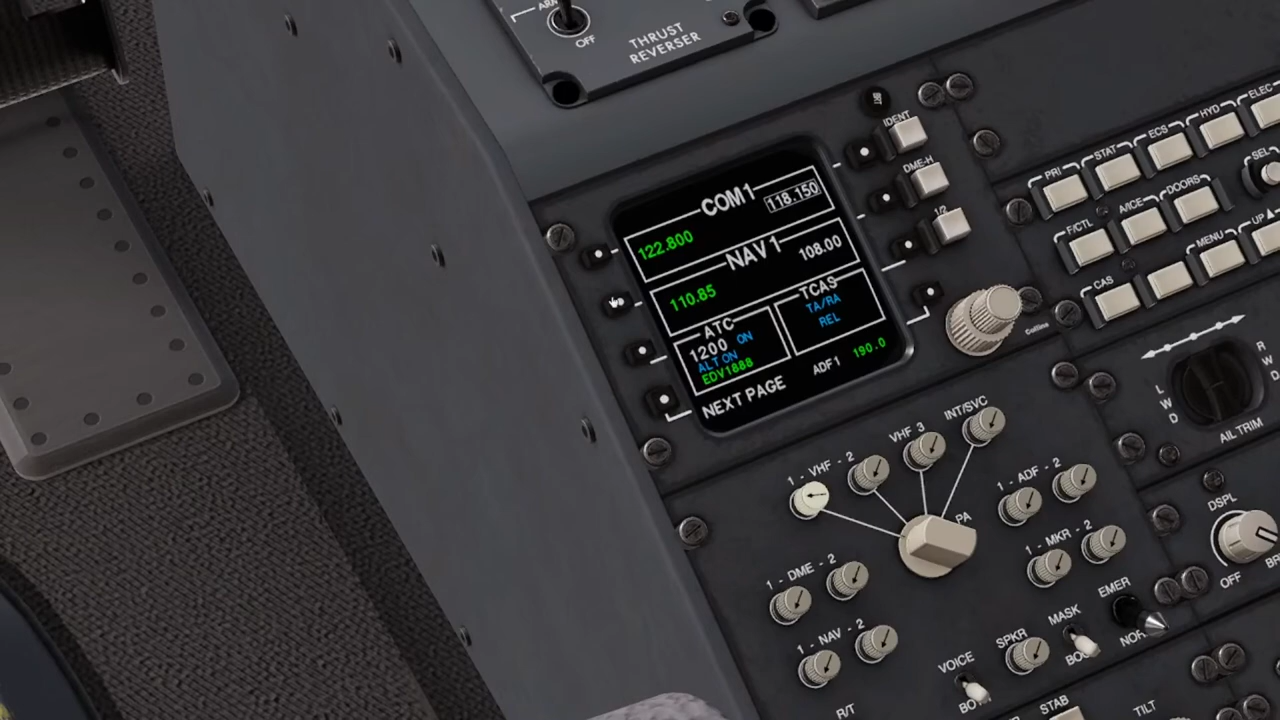 OFF
THRUST
REVERSER
COM1
118.150
122.800
NAV 1
108.00
110.85
ATC
1200 ON
ALT ON
EDV1888
TCAS
TA/RA
REL
NEXT PAGE
ADF1 190.0
IDENT
DME-H
1/2
Collins
PRI
STAT
ECS
HYD
ELEC
SEL
F/CTL
A/ICE
DOORS
CAS
MENU
UP
L
W
D
R
W
D
AIL TRIM
1 - VHF - 2
VHF 3
INT/SVC
PA
1 - ADF - 2
1 - MKR - 2
1 - DME - 2
1 - NAV - 2
VOICE
SPKR
MASK
EMER
DSPL
OFF
R/T
STAB
TILT